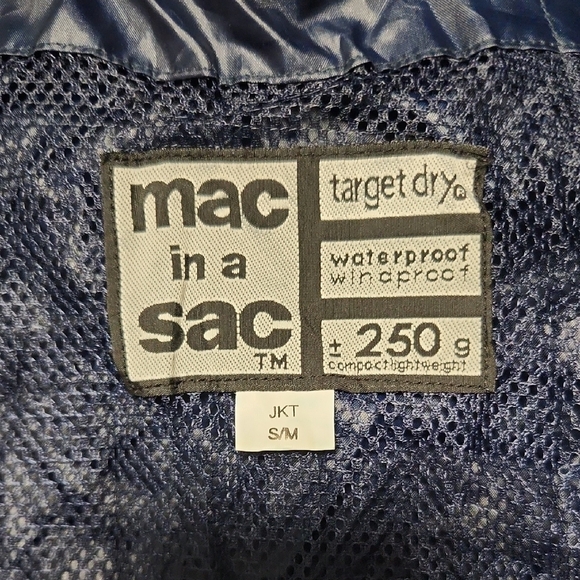 mac
in a
sac
TM
target dry®
waterproof
windproof
± 250 g
compact lightweight
JKT
S/M